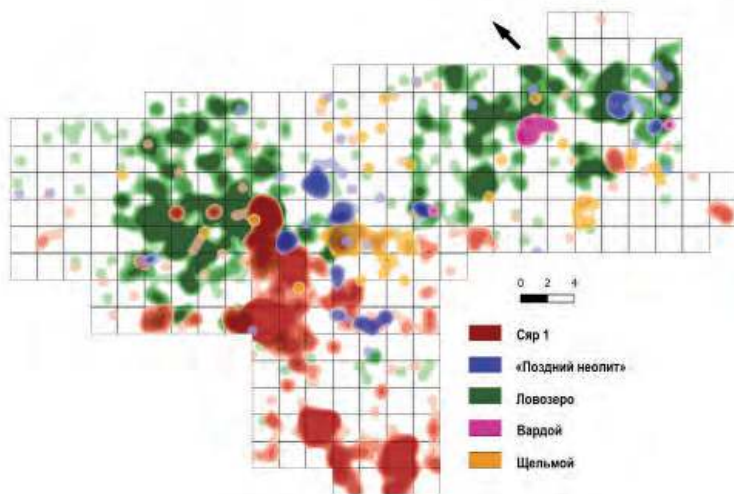 0 2 4
Сяр 1
«Поздний неолит»
Ловозеро
Вардой
Щельмой